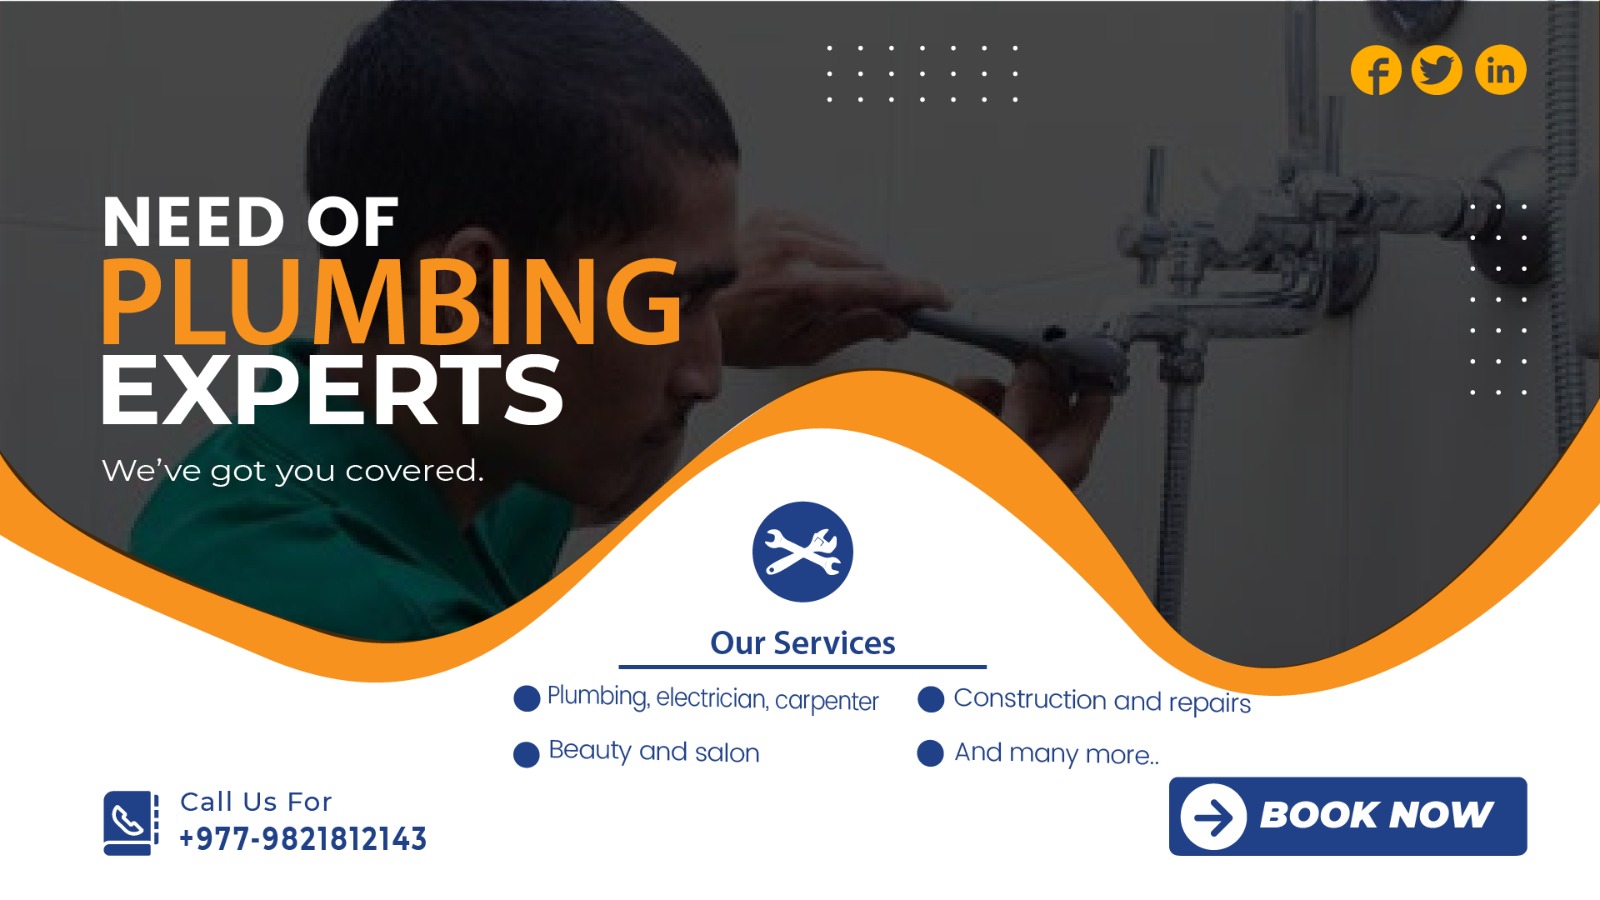 NEED OF
PLUMBING
EXPERTS
We've got you covered.
Our Services
Plumbing, electrician, carpenter
Construction and repairs
Beauty and salon
And many more..
Call Us For
+977-9821812143
BOOK NOW